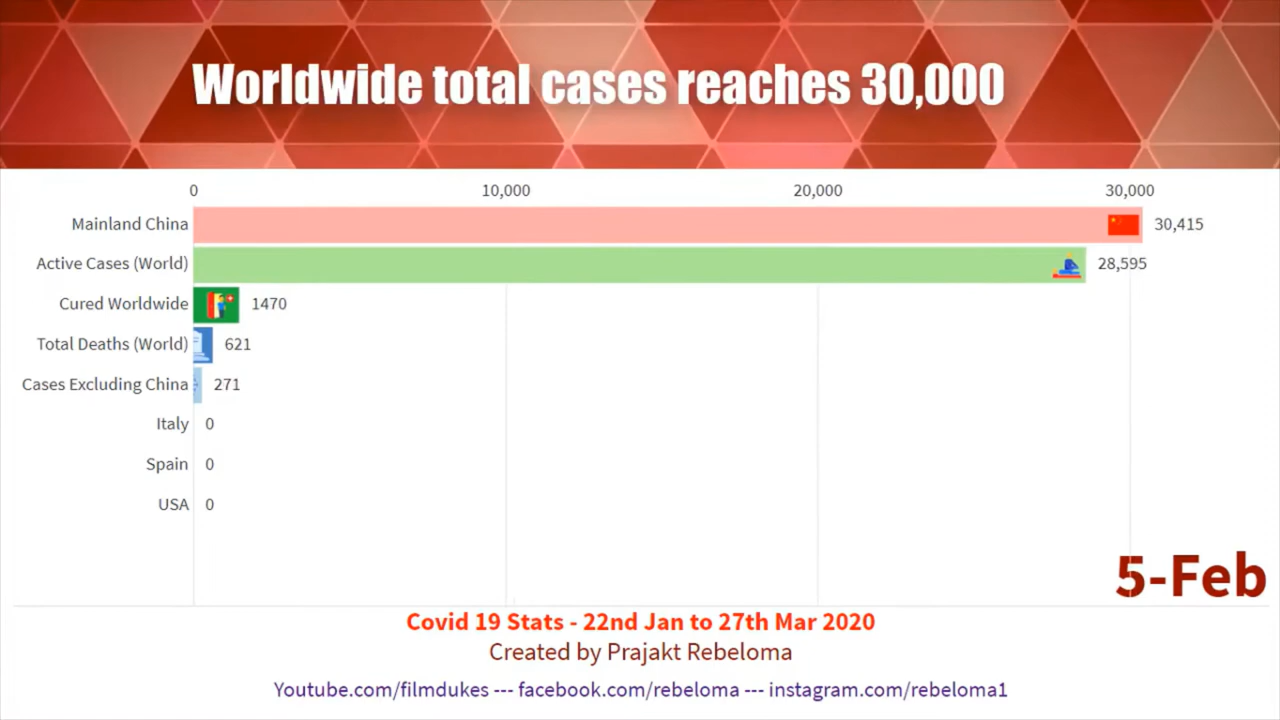 Worldwide total cases reaches 30,000
0 10,000 20,000 30,000
Mainland China 30,415
Active Cases (World) 28,595
Cured Worldwide 1470
Total Deaths (World) 621
Cases Excluding China 271
Italy 0
Spain 0
USA 0
5-Feb
Covid 19 Stats - 22nd Jan to 27th Mar 2020
Created by Prajakt Rebeloma
Youtube.com/filmdukes --- facebook.com/rebeloma --- instagram.com/rebeloma1